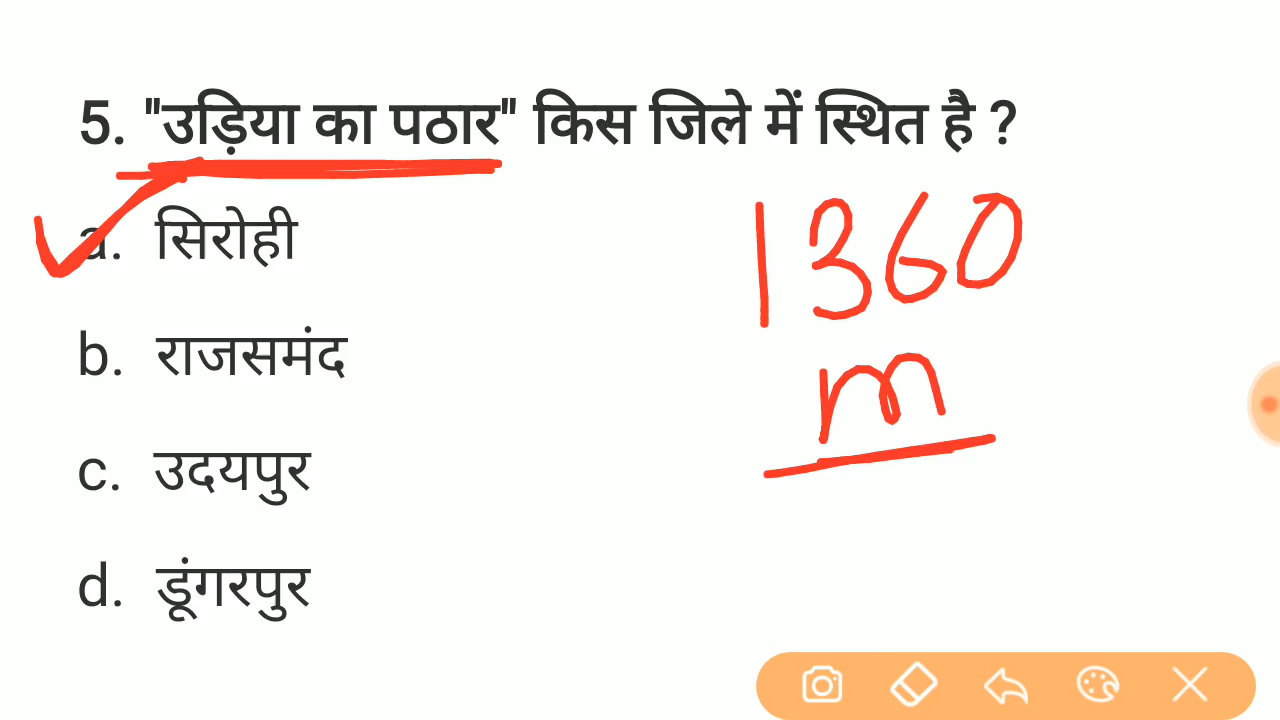 5. "उड़िया का पठार" किस जिले में स्थित है ?
a. सिरोही
1360
m
b. राजसमंद
c. उदयपुर
d. डूंगरपुर